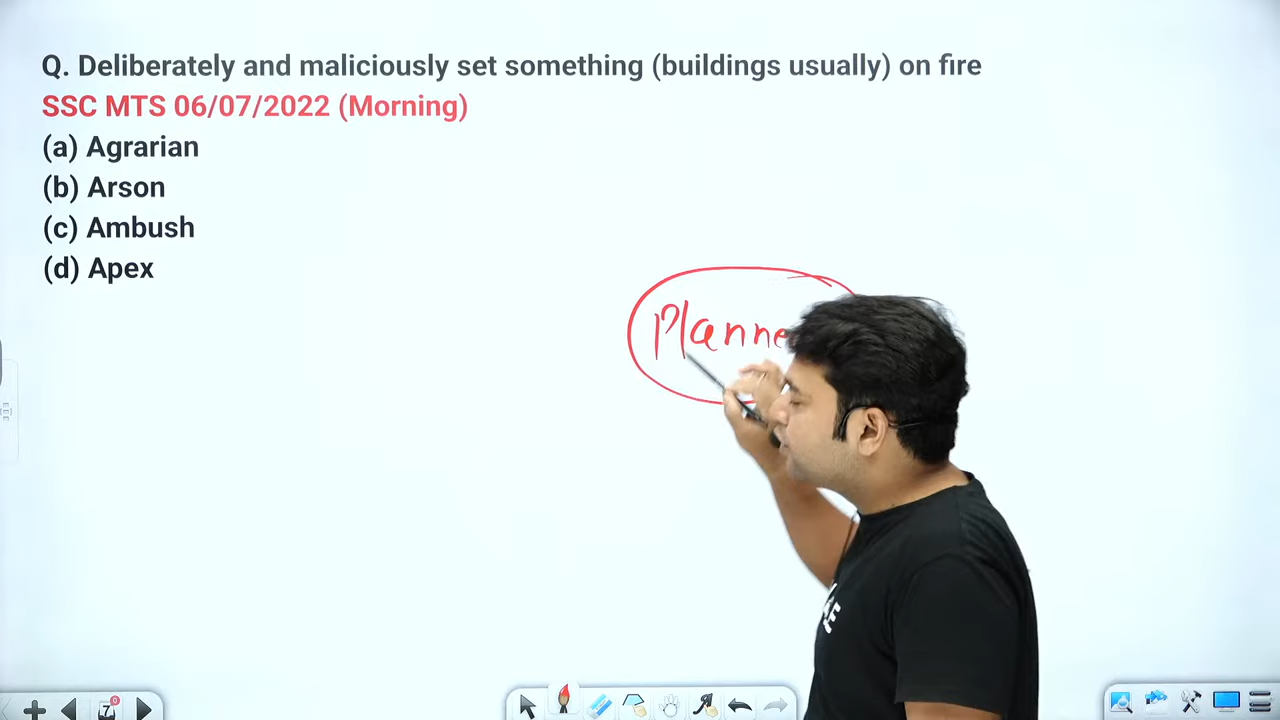 Q. Deliberately and maliciously set something (buildings usually) on fire
SSC MTS 06/07/2022 (Morning)
(a) Agrarian
(b) Arson
(c) Ambush
(d) Apex
7